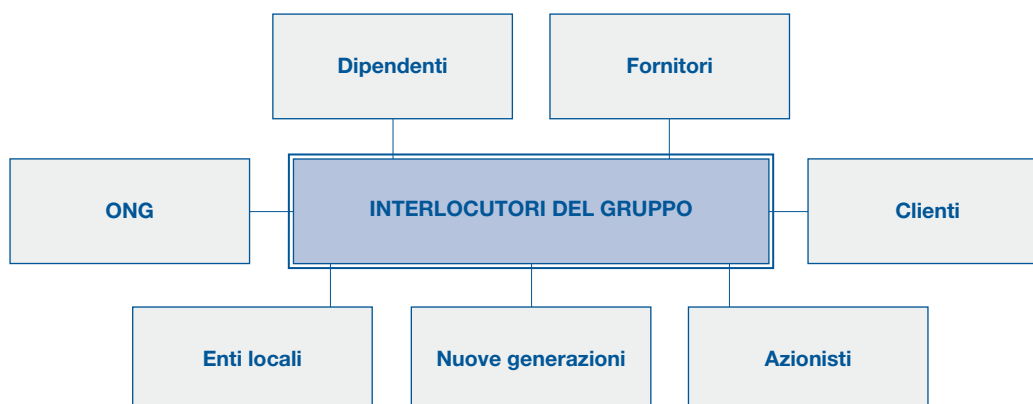 Dipendenti
Fornitori
ONG
INTERLOCUTORI DEL GRUPPO
Clienti
Enti locali
Nuove generazioni
Azionisti